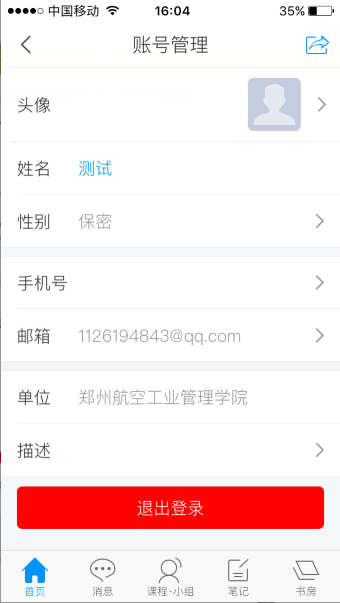 中国移动 16:04 35%
账号管理
头像
姓名 测试
性别 保密
手机号
邮箱 1126194843@qq.com
单位 郑州航空工业管理学院
描述
退出登录
首页 消息 课程·小组 笔记 书房